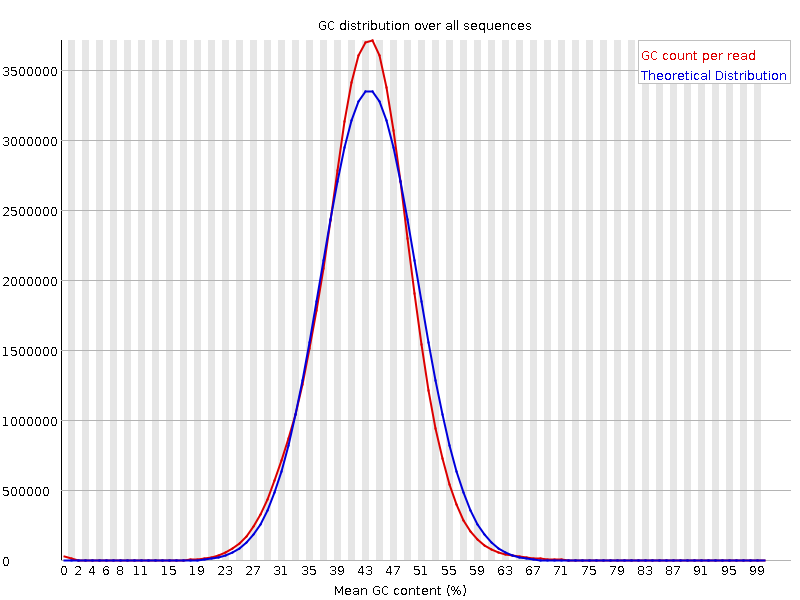 GC distribution over all sequences
GC count per read
Theoretical Distribution
3500000
3000000
2500000
2000000
1500000
1000000
500000
0
0 2 4 6 8 11 15 19 23 27 31 35 39 43 47 51 55 59 63 67 71 75 79 83 87 91 95 99
Mean GC content (%)